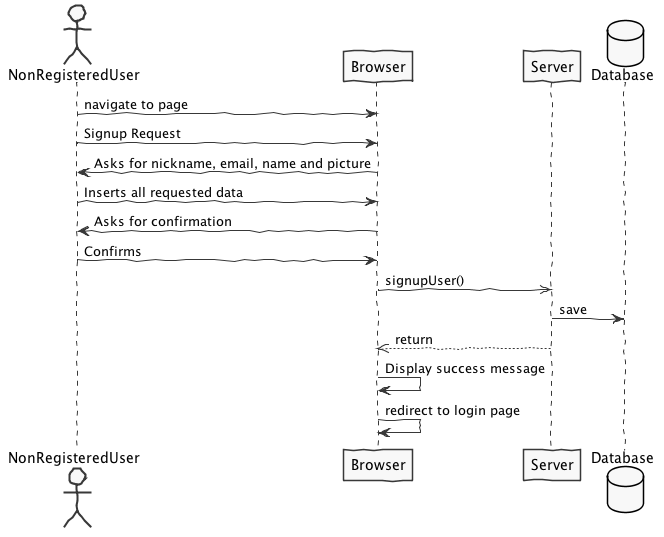 NonRegisteredUser
Browser
Server
Database
navigate to page
Signup Request
Asks for nickname, email, name and picture
Inserts all requested data
Asks for confirmation
Confirms
signupUser()
save
return
Display success message
redirect to login page
NonRegisteredUser
Browser
Server
Database